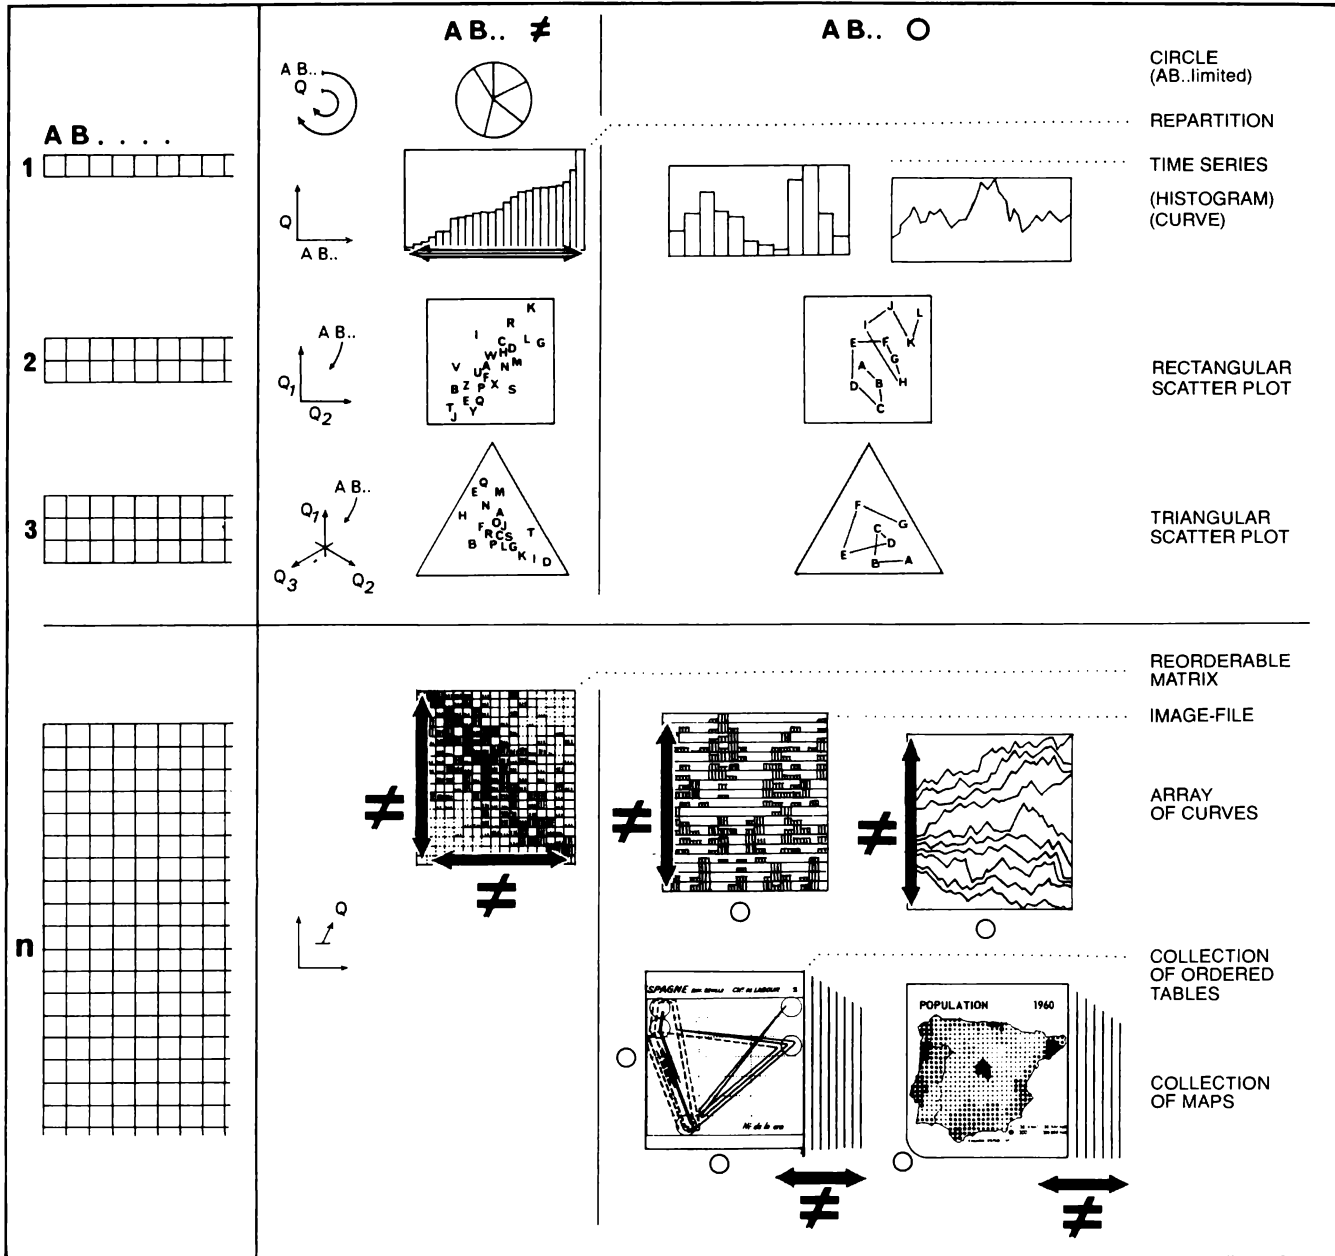 AB.. ≠
AB.. ○
CIRCLE
(AB..limited)
AB..
Q
REPARTITION
AB....
1
TIME SERIES
(HISTOGRAM)
(CURVE)
Q
AB..
2
AB..
Q1
Q2
K
R
I
C
L
G
W
H
D
V
A
N
M
U
F
B
Z
P
X
S
E
Q
T
Y
J
J
L
I
E
F
K
G
A
B
H
D
C
RECTANGULAR
SCATTER PLOT
3
AB..
Q1
Q3
Q2
Q
E
M
N
A
H
O
J
F
R
C
S
T
B
P
L
G
K
I
D
F
C
G
D
E
B
A
TRIANGULAR
SCATTER PLOT
REORDERABLE
MATRIX
IMAGE-FILE
≠
≠
≠
○
≠
○
ARRAY
OF CURVES
n
Q
COLLECTION
OF ORDERED
TABLES
SPAGNE
POPULATION 1960
○
○
≠
○
≠
COLLECTION
OF MAPS